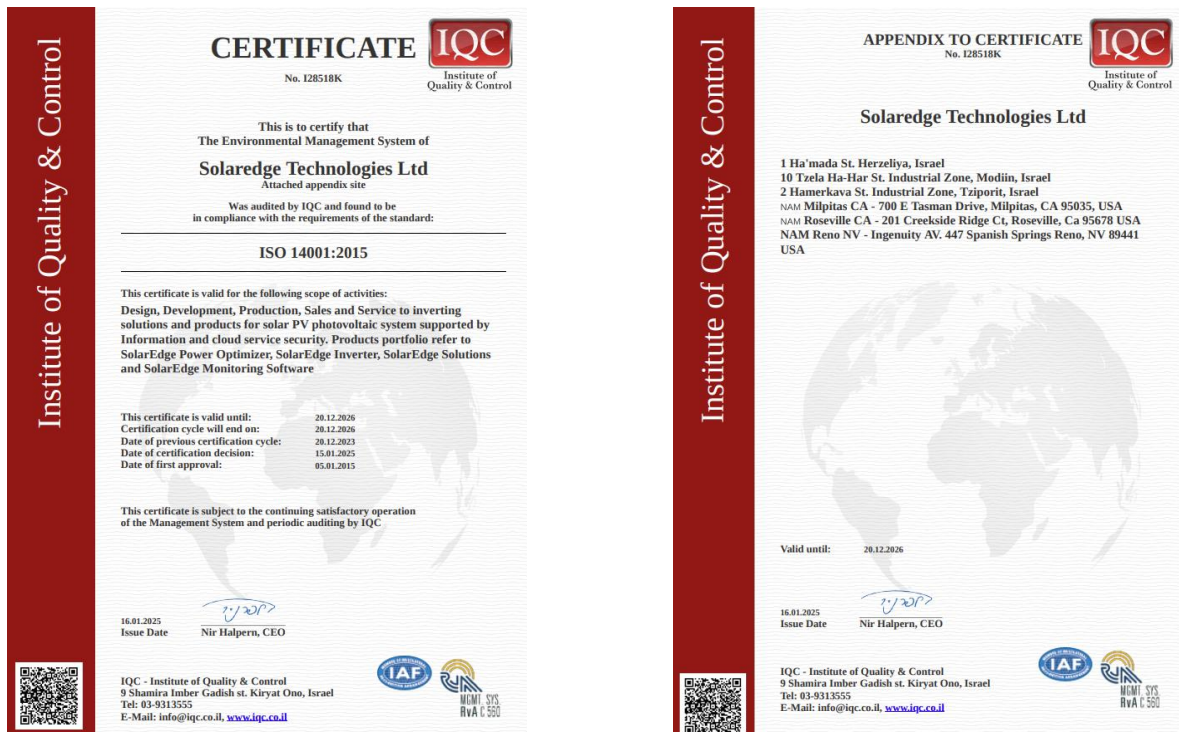 Institute of Quality & Control
CERTIFICATE
No. I28518K
IQC
Institute of
Quality & Control
This is to certify that
The Environmental Management System of
Solaredge Technologies Ltd
Attached appendix site
Was audited by IQC and found to be
in compliance with the requirements of the standard:
ISO 14001:2015
This certificate is valid for the following scope of activities:
Design, Development, Production, Sales and Service to inverting
solutions and products for solar PV photovoltaic system supported by
Information and cloud service security. Products portfolio refer to
SolarEdge Power Optimizer, SolarEdge Inverter, SolarEdge Solutions
and SolarEdge Monitoring Software
This certificate is valid until: 20.12.2026
Certification cycle will end on: 20.12.2026
Date of previous certification cycle: 20.12.2023
Date of certification decision: 15.01.2025
Date of first approval: 05.01.2015
This certificate is subject to the continuing satisfactory operation
of the Management System and periodic auditing by IQC
16.01.2025
Issue Date Nir Halpern, CEO
IAF
MGMT. SYS.
RvA C 560
IQC - Institute of Quality & Control
9 Shamira Imber Gadish st. Kiryat Ono, Israel
Tel: 03-9313555
E-Mail: info@iqc.co.il, www.iqc.co.il
Institute of Quality & Control
APPENDIX TO CERTIFICATE
No. I28518K
IQC
Institute of
Quality & Control
Solaredge Technologies Ltd
1 Ha'mada St. Herzeliya, Israel
10 Tzela Ha-Har St. Industrial Zone, Modiin, Israel
2 Hamerkava St. Industrial Zone, Tziporit, Israel
NAM Milpitas CA - 700 E Tasman Drive, Milpitas, CA 95035, USA
NAM Roseville CA - 201 Creekside Ridge Ct, Roseville, Ca 95678 USA
NAM Reno NV - Ingenuity AV. 447 Spanish Springs Reno, NV 89441
USA
Valid until: 20.12.2026
16.01.2025
Issue Date Nir Halpern, CEO
IAF
MGMT. SYS.
RvA C 560
IQC - Institute of Quality & Control
9 Shamira Imber Gadish st. Kiryat Ono, Israel
Tel: 03-9313555
E-Mail: info@iqc.co.il, www.iqc.co.il